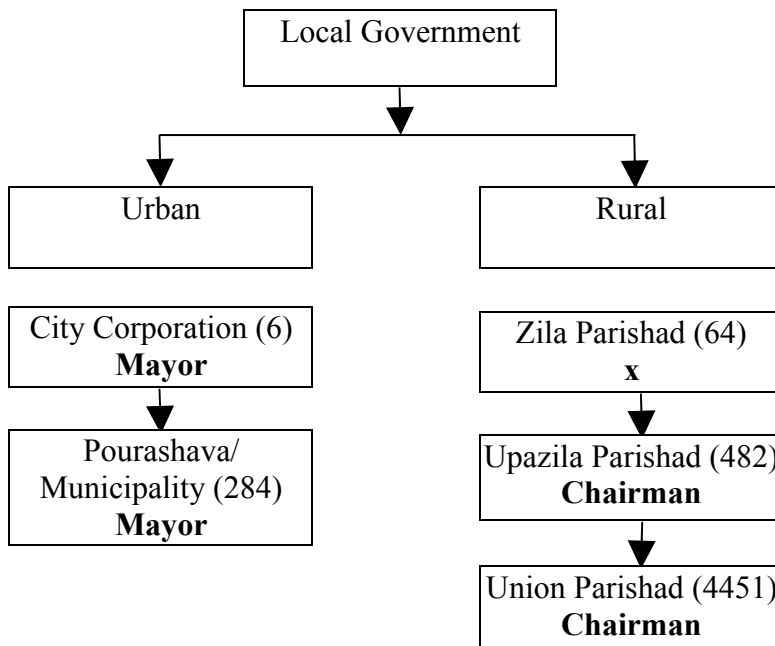 Local Government
Urban
Rural
City Corporation (6)
Mayor
Zila Parishad (64)
x
Pourashava/
Municipality (284)
Mayor
Upazila Parishad (482)
Chairman
Union Parishad (4451)
Chairman